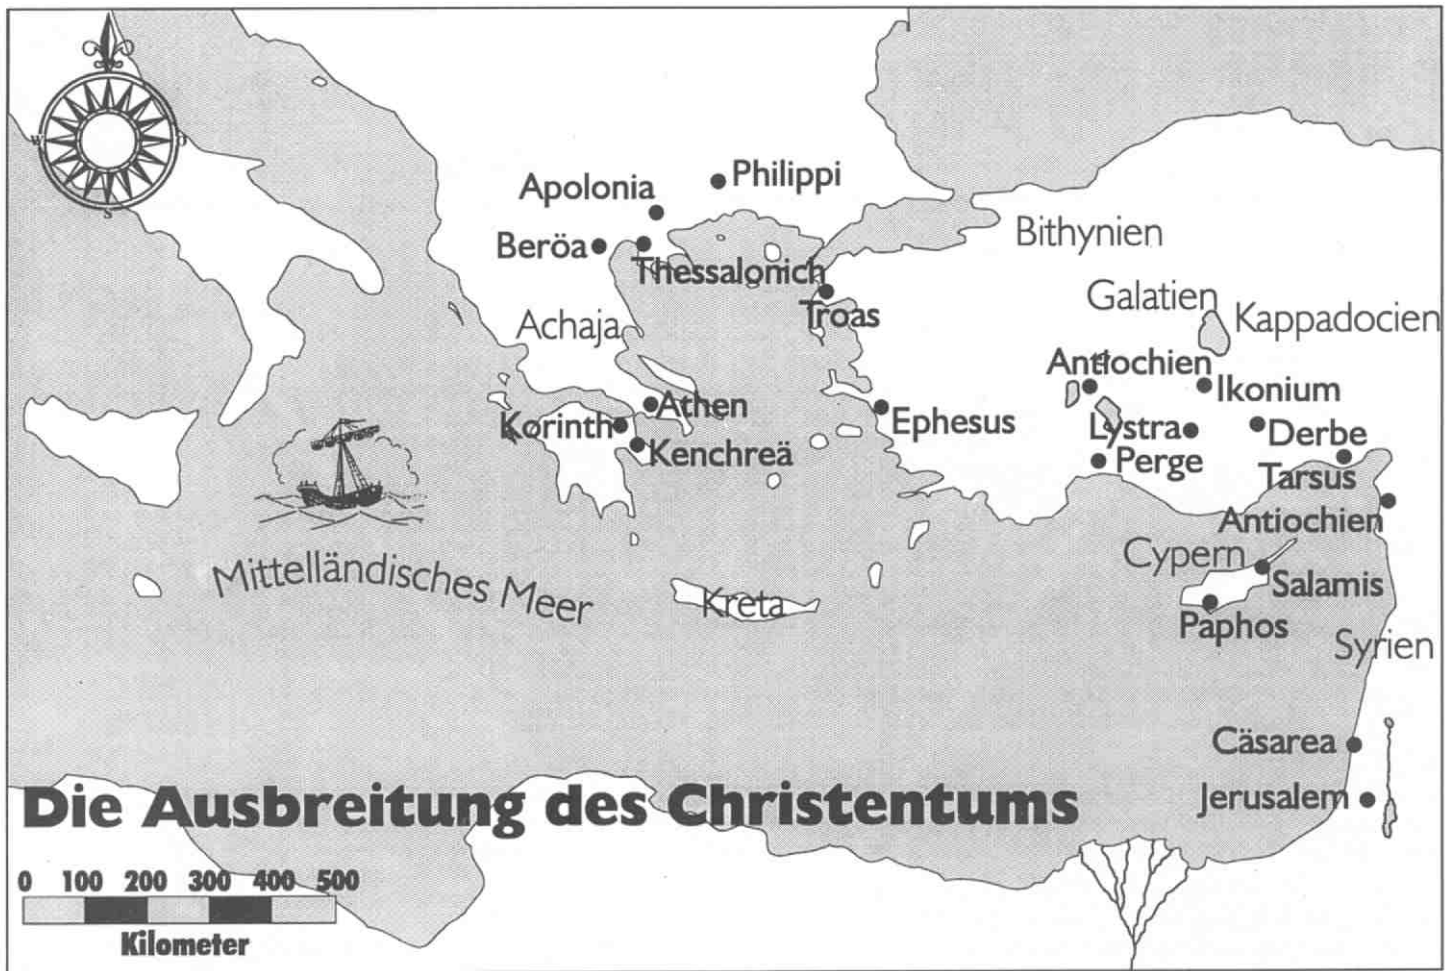 W
O
S
Philippi
Apolonia
Beröa
Thessalonich
Bithynien
Galatien
Kappadocien
Troas
Achaja
Antiochien
Ikonium
Athen
Korinth
Kenchreä
Ephesus
Lystra
Derbe
Perge
Tarsus
Antiochien
Cypern
Salamis
Paphos
Mittelländisches Meer
Kreta
Syrien
Cäsarea
Jerusalem
Die Ausbreitung des Christentums
0 100 200 300 400 500
Kilometer